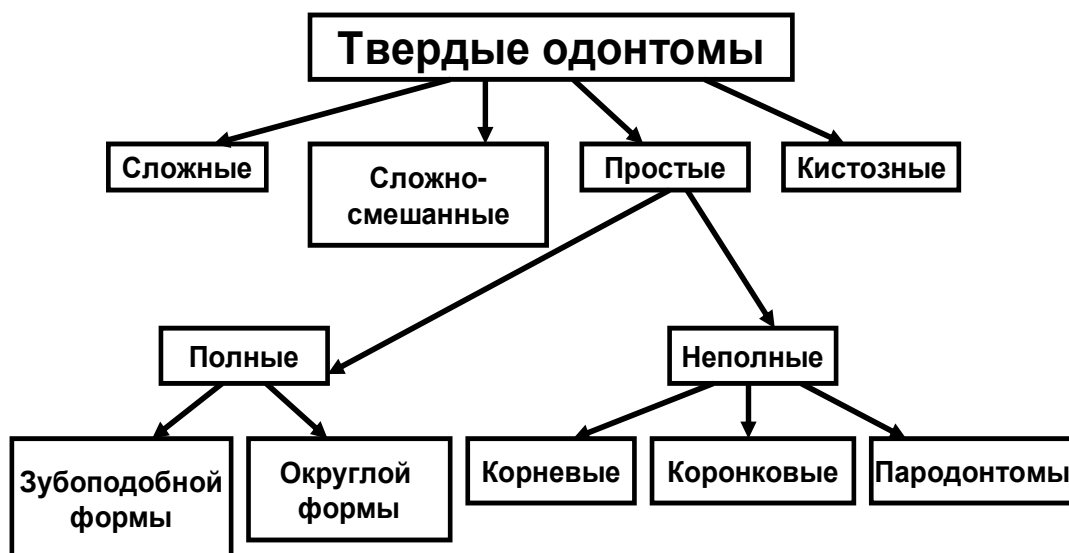 Твердые одонтомы
Сложные
Сложно-
смешанные
Простые
Кистозные
Полные
Неполные
Зубоподобной
формы
Округлой
формы
Корневые
Коронковые
Пародонтомы